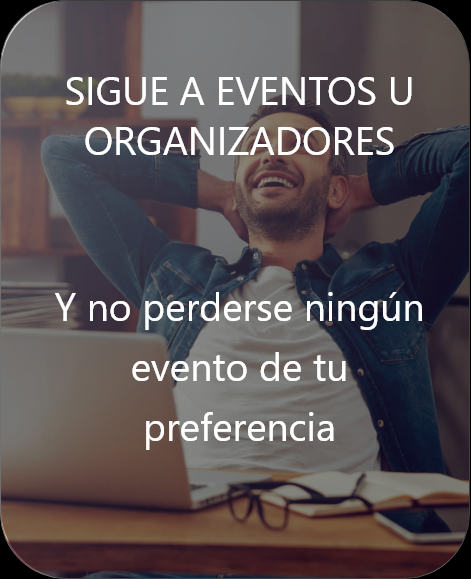 SIGUE A EVENTOS U
ORGANIZADORES
Y no perderse ningún
evento de tu
preferencia